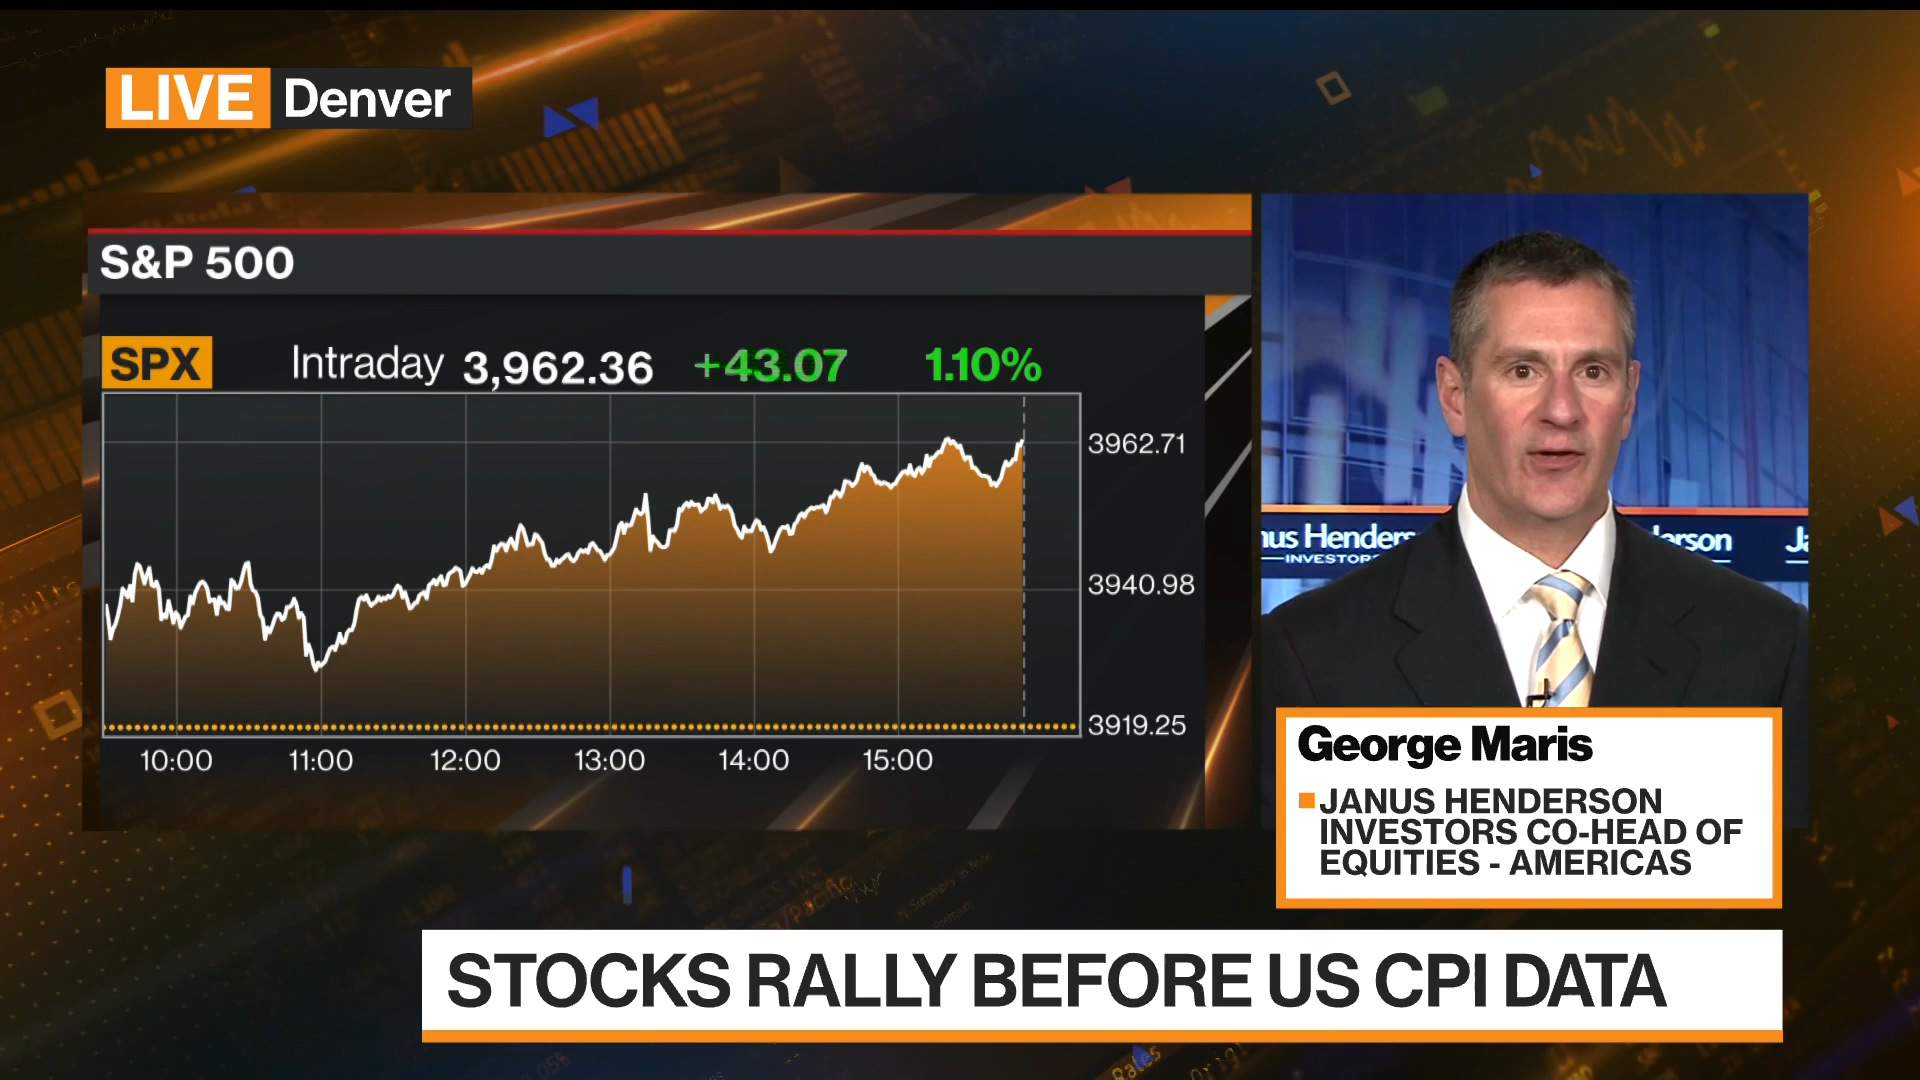 LIVE Denver
S&P 500
SPX Intraday 3,962.36 +43.07 1.10%
3962.71
3940.98
3919.25
10:00 11:00 12:00 13:00 14:00 15:00
INVESTORS
George Maris
JANUS HENDERSON
INVESTORS CO-HEAD OF
EQUITIES - AMERICAS
STOCKS RALLY BEFORE US CPI DATA